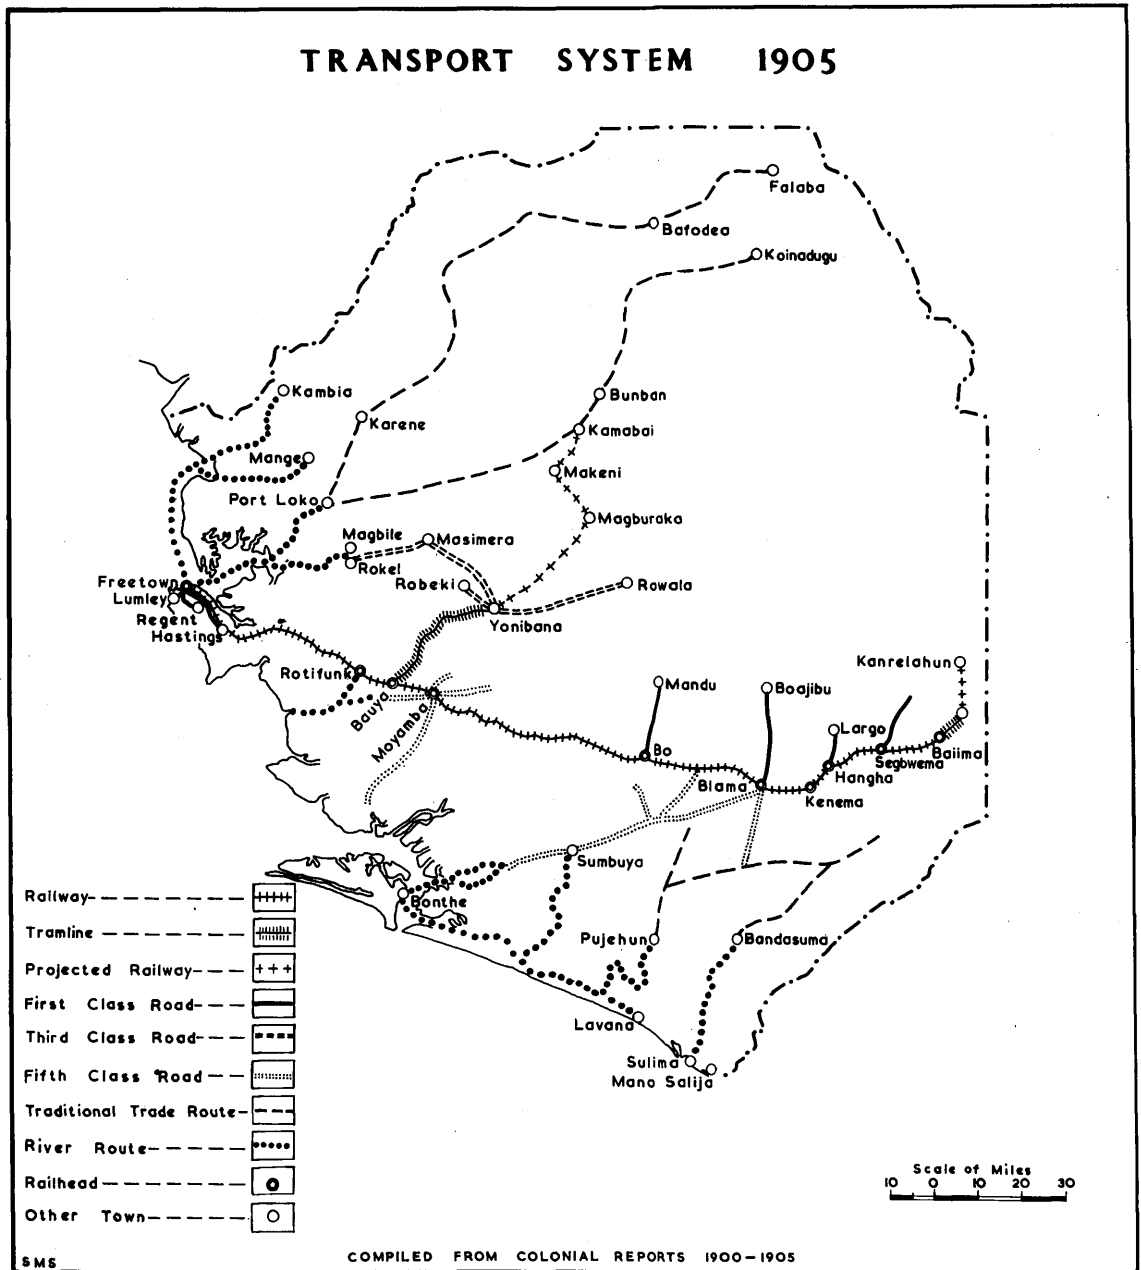 TRANSPORT SYSTEM 1905
Falaba
Bafodea
Koinadugu
Kambia
Bunban
Karene
Kamabai
Mange
Makeni
Port Loko
Magburaka
Magbile
Masimera
Rokel
Freetown
Robeki
Rowala
Lumley
Regent
Yonibana
Hastings
Kanrelahun
Rotifunk
Mandu
Boajibu
Bauya
Moyamba
Largo
Bo
Segbwema
Baiima
Hangha
Blama
Kenema
Sumbuya
Bonthe
Pujehun
Bandasuma
Lavana
Sulima
Mano Salija
Railway
Tramline
Projected Railway
First Class Road
Third Class Road
Fifth Class Road
Traditional Trade Route
River Route
Railhead
Other Town
Scale of Miles
10 0 10 20 30
SMS
COMPILED FROM COLONIAL REPORTS 1900-1905